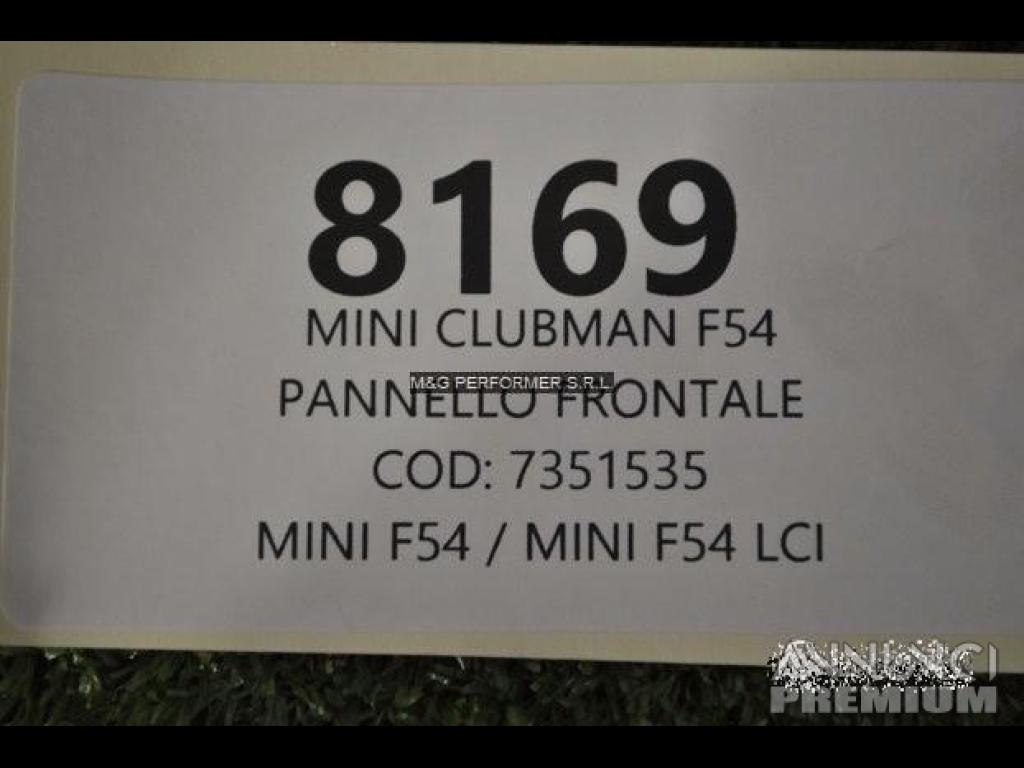 8169
MINI CLUBMAN F54
M&G PERFORMER S.R.L.
PANNELLO FRONTALE
COD: 7351535
MINI F54 / MINI F54 LCI
PREMIUM